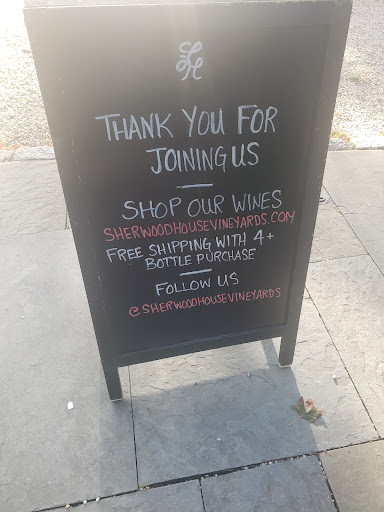 SH
THANK YOU FOR
JOINING US
SHOP OUR WINES
SHERWOODHOUSEVINEYARDS.COM
FREE SHIPPING WITH 4+
BOTTLE PURCHASE
FOLLOW US
@SHERWOODHOUSEVINEYARDS